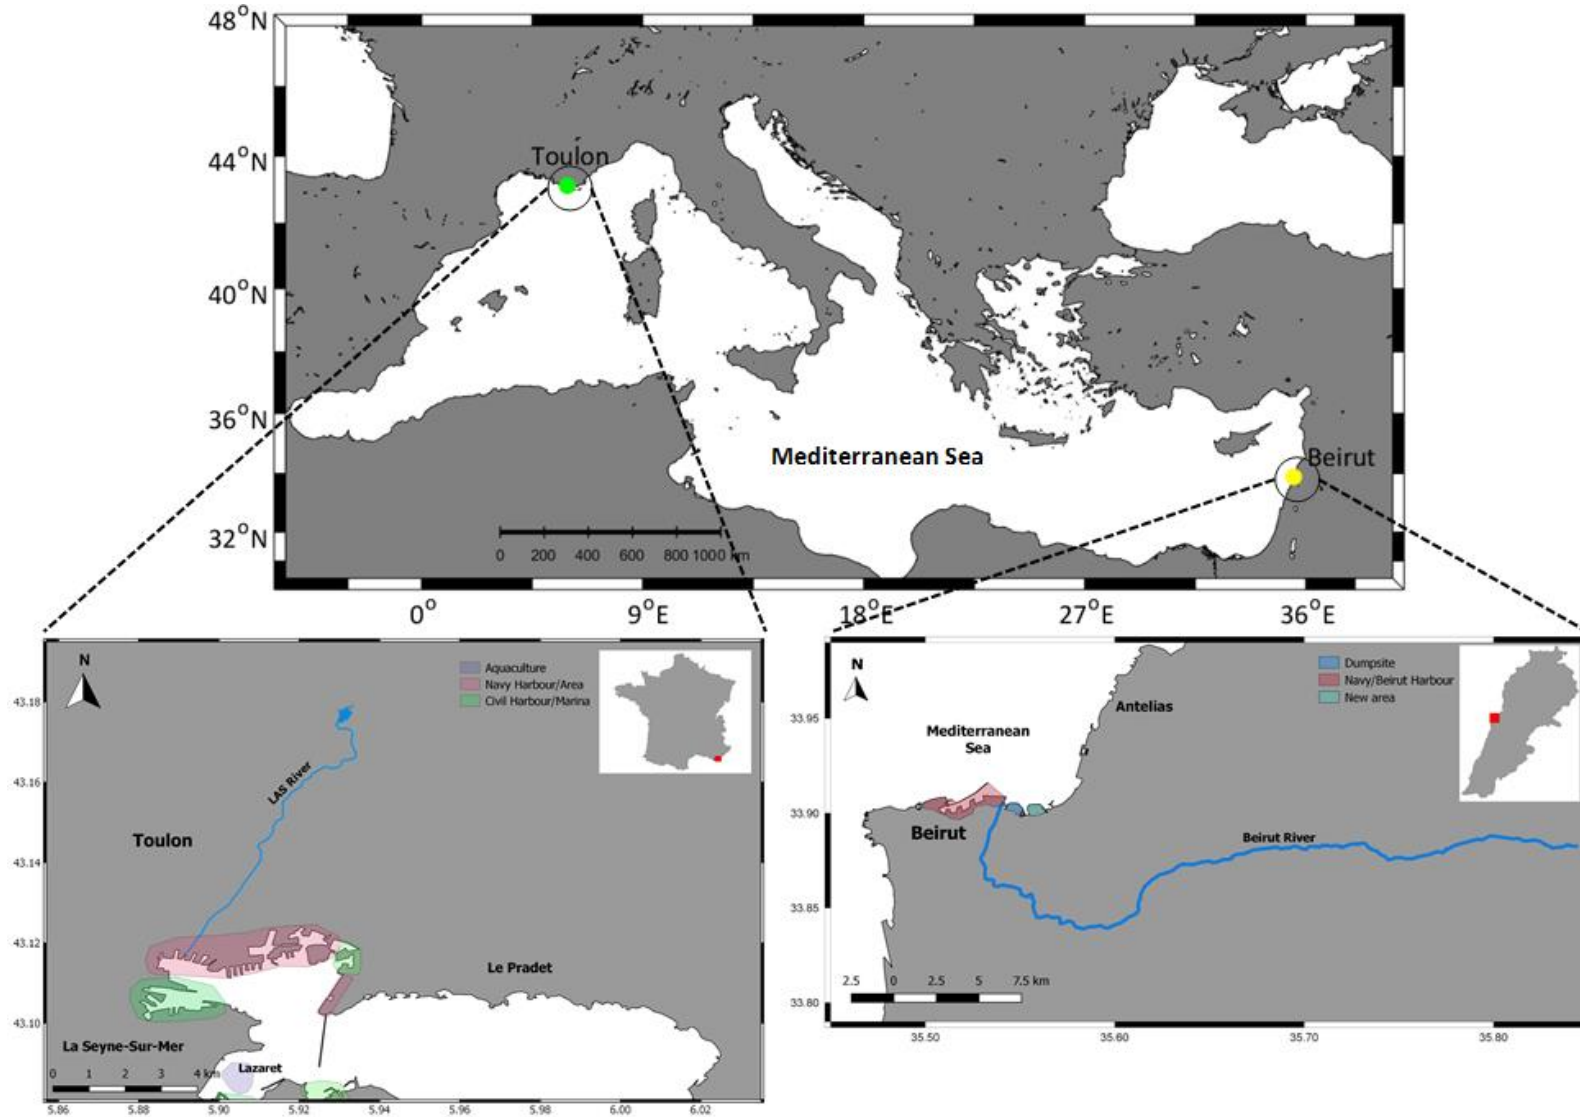 48°N
44°N
40°N
36°N
32°N
0°
9°E
18°E
27°E
36°E
Toulon
Beirut
Mediterranean Sea
0 200 400 600 800 1000 km
N
Aquaculture
Navy Harbour/Area
Civil Harbour/Marina
43.18
43.16
43.14
43.12
43.10
LAS River
Toulon
Le Pradet
La Seyne-Sur-Mer
Lazaret
0 1 2 3 4 km
5.86 5.88 5.90 5.92 5.94 5.96 5.98 6.00 6.02
N
Dumpsite
Navy/Beirut Harbour
New area
33.95
33.90
33.85
33.80
Mediterranean
Sea
Antelias
Beirut
Beirut River
2.5 0 2.5 5 7.5 km
35.50 35.60 35.70 35.80